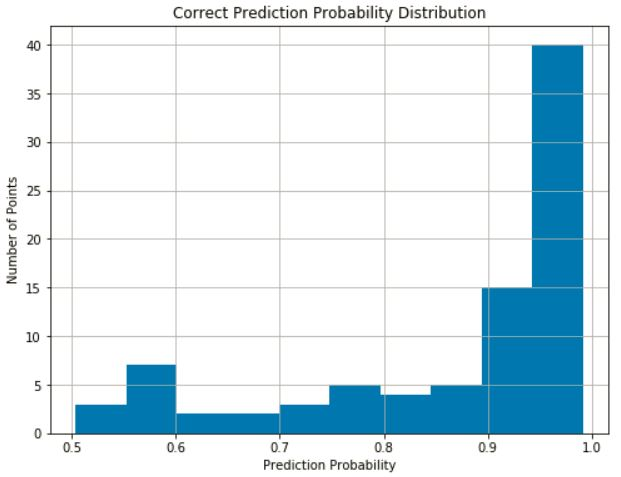 Correct Prediction Probability Distribution
40
35
30
25
20
15
10
5
0
Number of Points
0.5 0.6 0.7 0.8 0.9 1.0
Prediction Probability